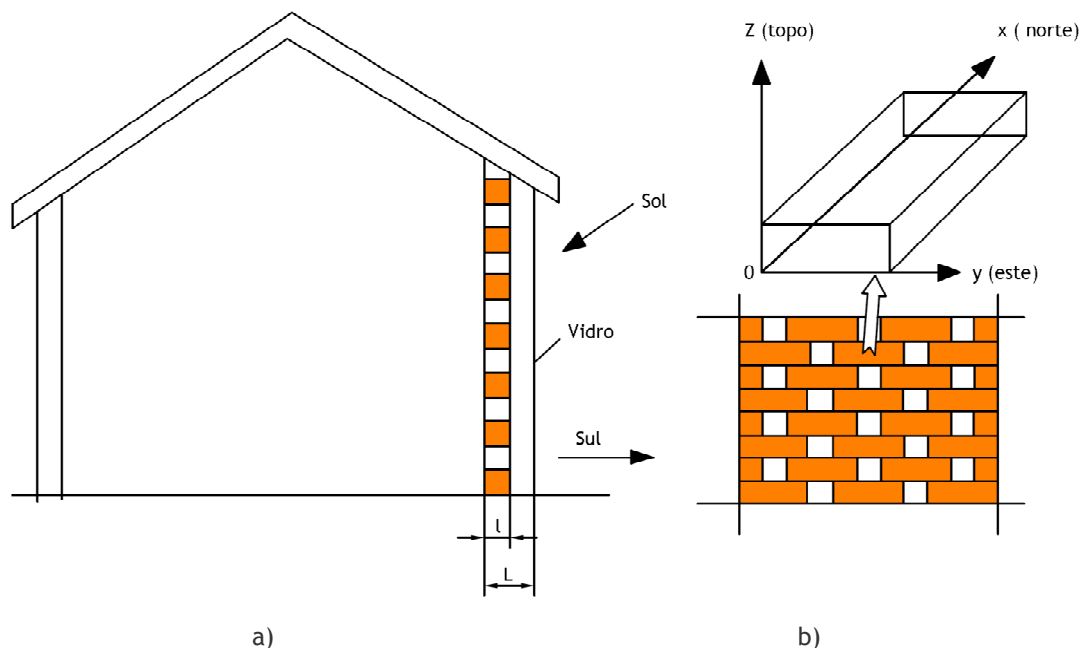 Z (topo)
x ( norte)
Sol
0
y (este)
Vidro
Sul
l
L
a)
b)